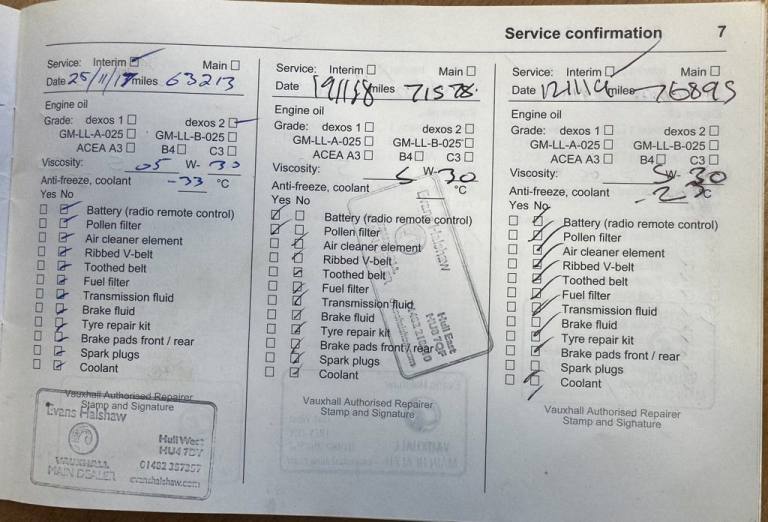 Service confirmation 7
Service: Interim Main
Date 25/11/17 miles 63213
Engine oil
Grade: dexos 1 dexos 2
GM-LL-A-025 GM-LL-B-025
ACEA A3 B4 C3
Viscosity: 05 W- 30
Anti-freeze, coolant -33 °C
Yes No
Battery (radio remote control)
Pollen filter
Air cleaner element
Ribbed V-belt
Toothed belt
Fuel filter
Transmission fluid
Brake fluid
Tyre repair kit
Brake pads front / rear
Spark plugs
Coolant
Vauxhall Authorised Repairer
Stamp and Signature
Evans Halshaw
Hull West
HU4 7DY
VAUXHALL
MAIN DEALER
01482 357357
evanshalshaw.com
Service: Interim Main
Date miles 71578
Engine oil
Grade: dexos 1 dexos 2
GM-LL-A-025 GM-LL-B-025
ACEA A3 B4 C3
Viscosity: 5 W- 30
Anti-freeze, coolant °C
Yes No
Battery (radio remote control)
Pollen filter
Air cleaner element
Ribbed V-belt
Toothed belt
Fuel filter
Transmission fluid
Brake fluid
Tyre repair kit
Brake pads front / rear
Spark plugs
Coolant
Evans Halshaw
Hull East
Vauxhall Authorised Repairer
Stamp and Signature
Service: Interim Main
Date miles 76895
Engine oil
Grade: dexos 1 dexos 2
GM-LL-A-025 GM-LL-B-025
ACEA A3 B4 C3
Viscosity: 5 W- 30
Anti-freeze, coolant °C
Yes No
Battery (radio remote control)
Pollen filter
Air cleaner element
Ribbed V-belt
Toothed belt
Fuel filter
Transmission fluid
Brake fluid
Tyre repair kit
Brake pads front / rear
Spark plugs
Coolant
Vauxhall Authorised Repairer
Stamp and Signature